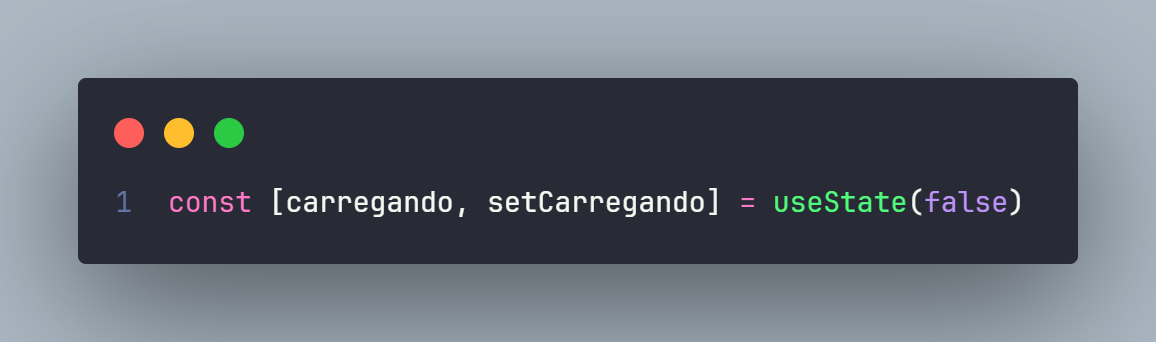 1 const [carregando, setCarregando] = useState(false)